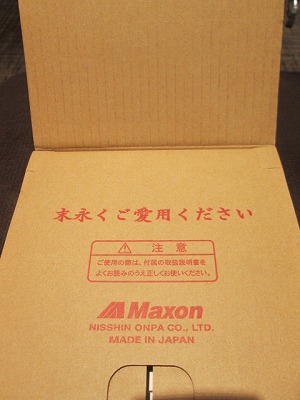 末永くご愛用ください
注意
ご使用の際は、付属の取扱説明書を
よくお読みのうえ正しくお使いください。
Maxon
NISSHIN ONPA CO., LTD.
MADE IN JAPAN